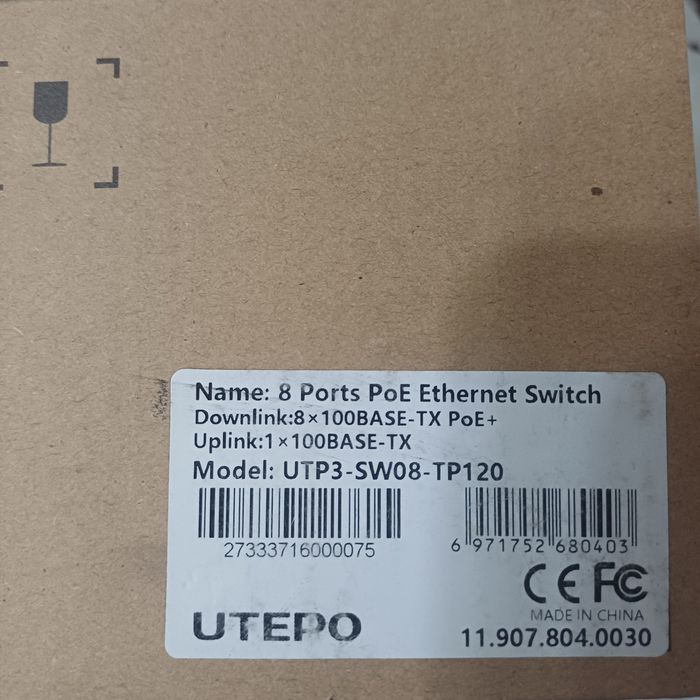 Name: 8 Ports PoE Ethernet Switch
Downlink:8×100BASE-TX PoE+
Uplink:1×100BASE-TX
Model: UTP3-SW08-TP120
27333716000075
6 971752 680403
CE FC
MADE IN CHINA
UTEPO
11.907.804.0030